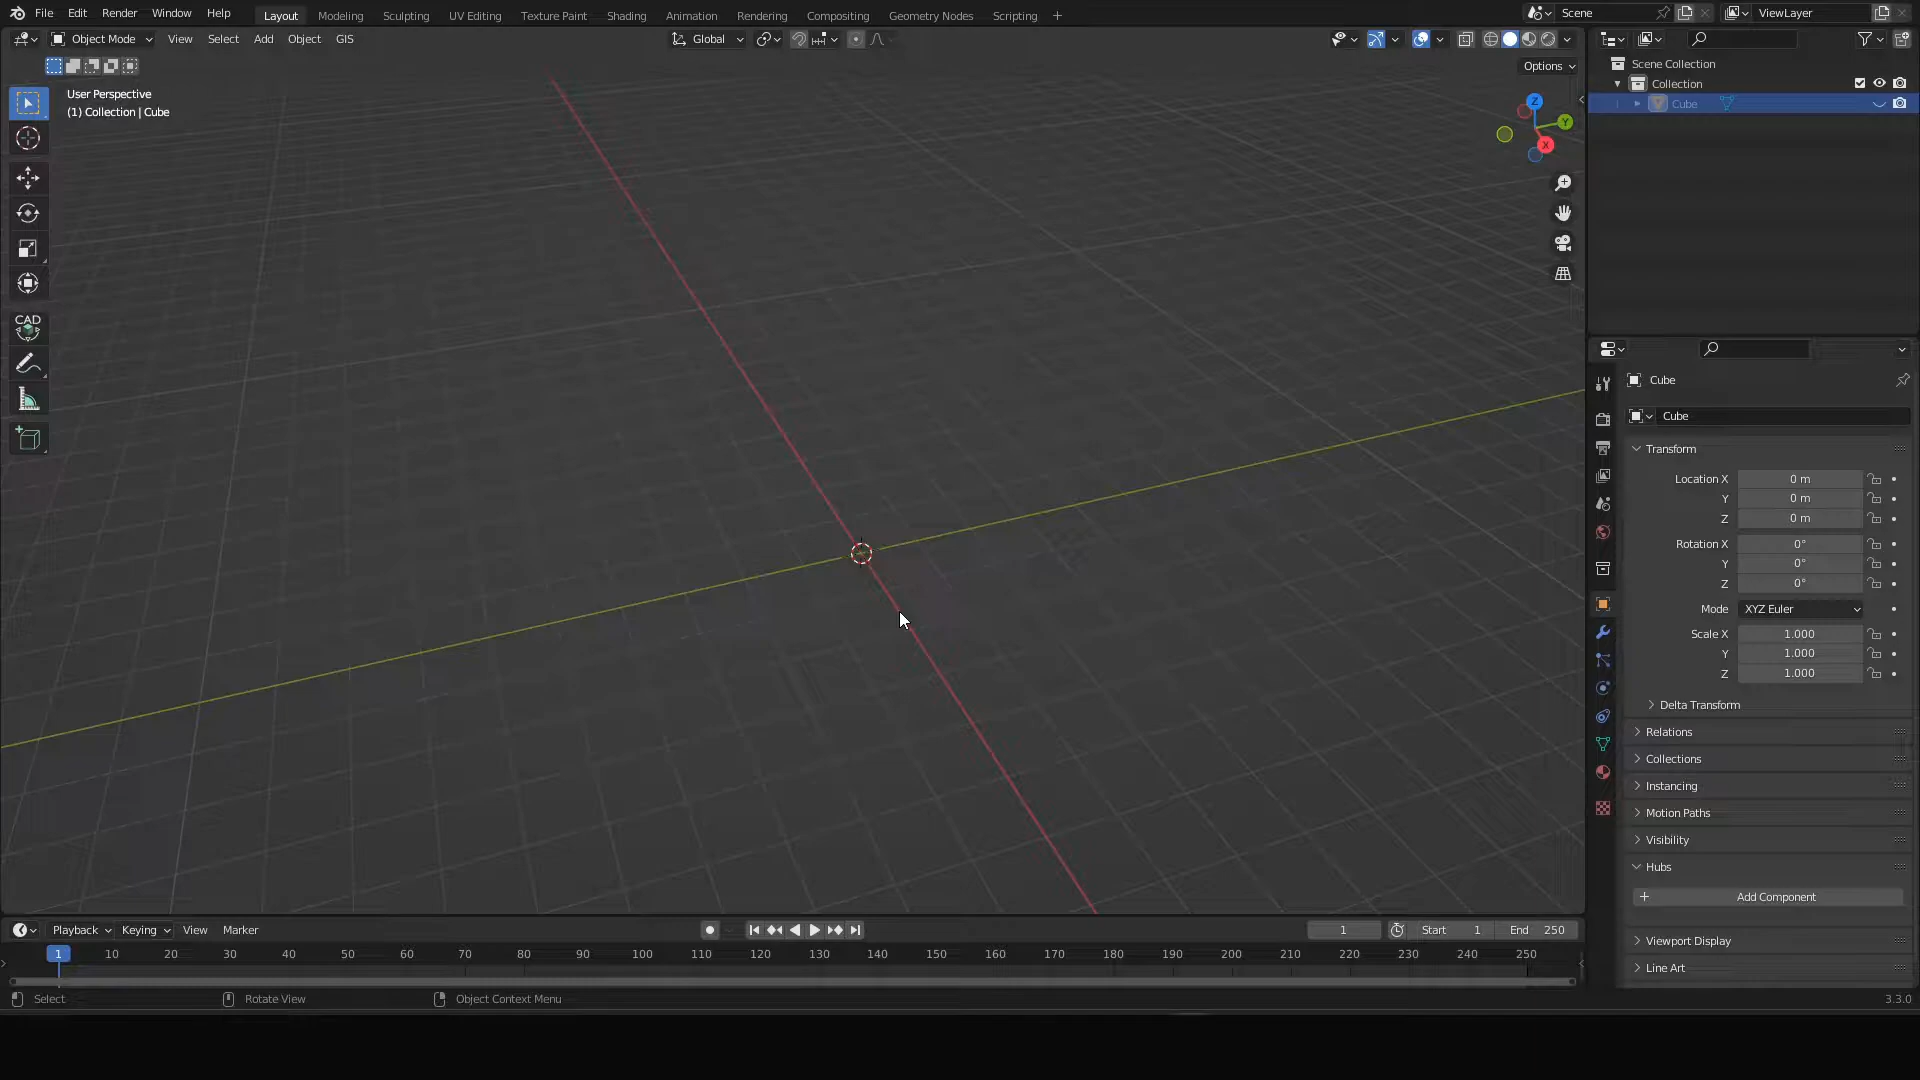 File Edit Render Window Help Layout Modeling Sculpting UV Editing Texture Paint Shading Animation Rendering Compositing Geometry Nodes Scripting + Scene ViewLayer
Object Mode View Select Add Object GIS Global
Options
User Perspective
(1) Collection | Cube
Z
Y
X
CAD
Scene Collection
Collection
Cube
Cube
Cube
Transform
Location X 0 m
Y 0 m
Z 0 m
Rotation X 0°
Y 0°
Z 0°
Mode XYZ Euler
Scale X 1.000
Y 1.000
Z 1.000
Delta Transform
Relations
Collections
Instancing
Motion Paths
Visibility
Hubs
+ Add Component
Viewport Display
Line Art
Playback Keying View Marker 1 Start 1 End 250
1 10 20 30 40 50 60 70 80 90 100 110 120 130 140 150 160 170 180 190 200 210 220 230 240 250
Select Rotate View Object Context Menu 3.3.0